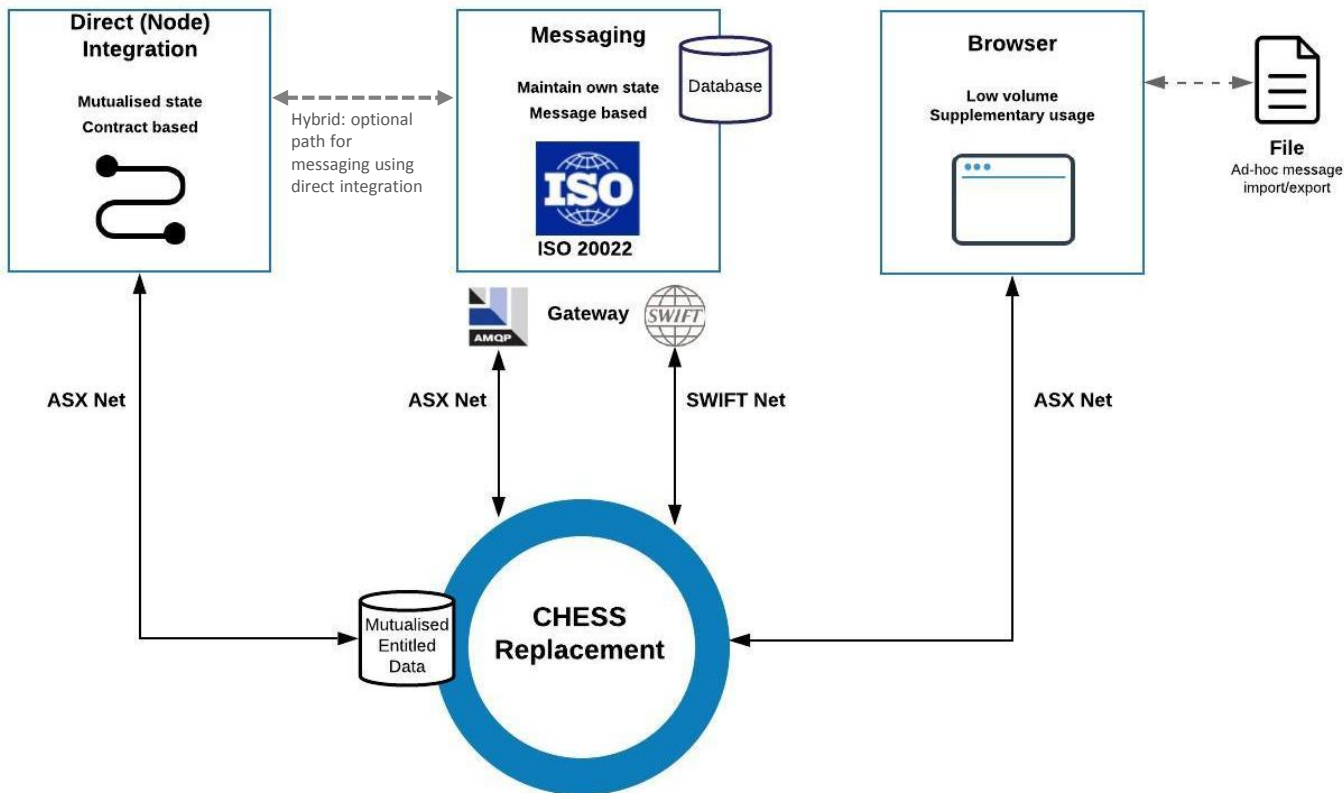 Direct (Node)
Integration
Mutualised state
Contract based
Hybrid: optional
path for
messaging using
direct integration
Messaging
Maintain own state
Message based
Database
ISO
ISO 20022
Browser
Low volume
Supplementary usage
File
Ad-hoc message
import/export
AMQP
Gateway
SWIFT
ASX Net
ASX Net
SWIFT Net
ASX Net
Mutualised
Entitled
Data
CHESS
Replacement